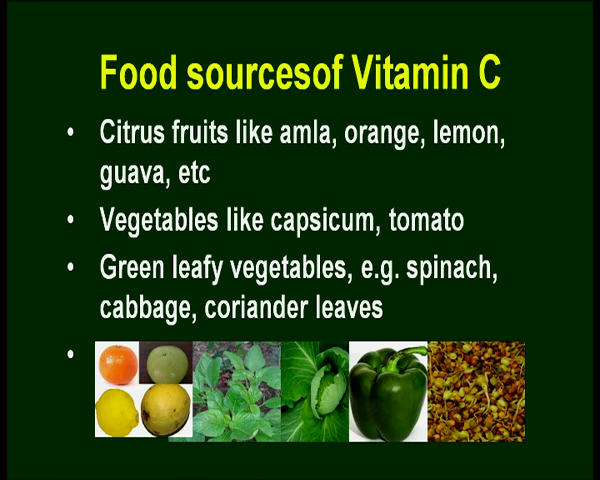 Food sourcesof Vitamin C
• Citrus fruits like amla, orange, lemon,
guava, etc
• Vegetables like capsicum, tomato
• Green leafy vegetables, e.g. spinach,
cabbage, coriander leaves
•